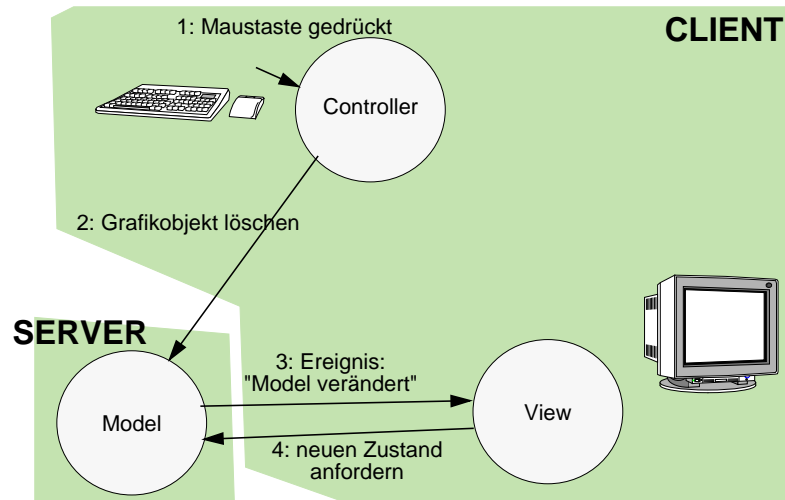 1: Maustaste gedrückt
CLIENT
Controller
2: Grafikobjekt löschen
SERVER
3: Ereignis:
"Model verändert"
Model
View
4: neuen Zustand
anfordern